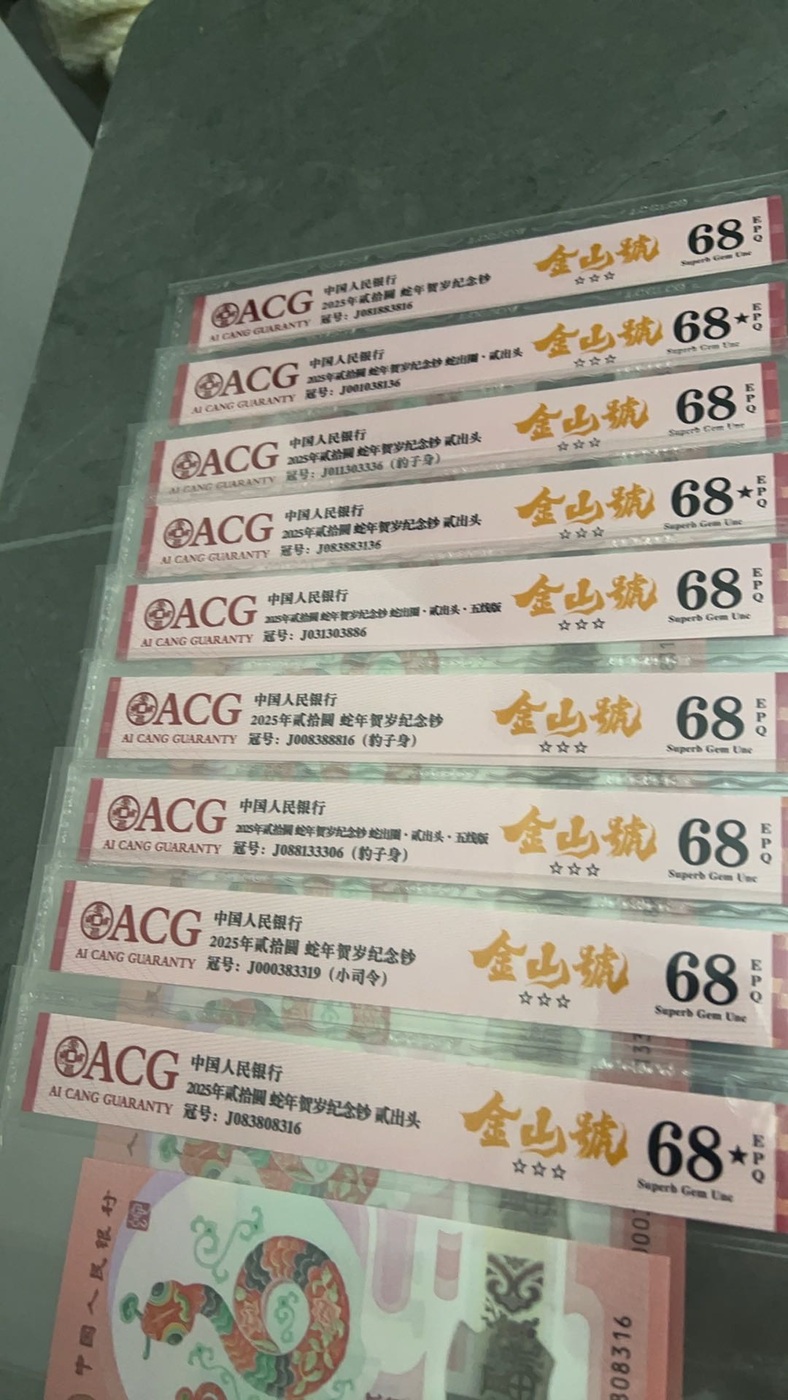 ACG
AI CANG GUARANTY
中国人民银行
2025年贰拾圆 蛇年贺岁纪念钞
冠号：J081883816
金山號
☆☆☆
68
EPQ
Superb Gem Unc
ACG
AI CANG GUARANTY
中国人民银行
2025年贰拾圆 蛇年贺岁纪念钞 蛇出圈·贰出头
冠号：J001038136
金山號
☆☆☆
68★
EPQ
Superb Gem Unc
ACG
AI CANG GUARANTY
中国人民银行
2025年贰拾圆 蛇年贺岁纪念钞 贰出头
冠号：J011303336（豹子身）
金山號
☆☆☆
68
EPQ
Superb Gem Unc
ACG
AI CANG GUARANTY
中国人民银行
2025年贰拾圆 蛇年贺岁纪念钞 贰出头
冠号：J083883136
金山號
☆☆☆
68★
EPQ
Superb Gem Unc
ACG
AI CANG GUARANTY
中国人民银行
2025年贰拾圆 蛇年贺岁纪念钞 蛇出圈·贰出头·五线版
冠号：J031303886
金山號
☆☆☆
68
EPQ
Superb Gem Unc
ACG
AI CANG GUARANTY
中国人民银行
2025年贰拾圆 蛇年贺岁纪念钞
冠号：J008388816（豹子身）
金山號
☆☆☆
68
EPQ
Superb Gem Unc
ACG
AI CANG GUARANTY
中国人民银行
2025年贰拾圆 蛇年贺岁纪念钞 蛇出圈·贰出头·五线版
冠号：J088133306（豹子身）
金山號
☆☆☆
68
EPQ
Superb Gem Unc
ACG
AI CANG GUARANTY
中国人民银行
2025年贰拾圆 蛇年贺岁纪念钞
冠号：J000383319（小司令）
金山號
☆☆☆
68
EPQ
Superb Gem Unc
ACG
AI CANG GUARANTY
中国人民银行
2025年贰拾圆 蛇年贺岁纪念钞 贰出头
冠号：J083808316
金山號
☆☆☆
68★
EPQ
Superb Gem Unc
中国人民银行
808316